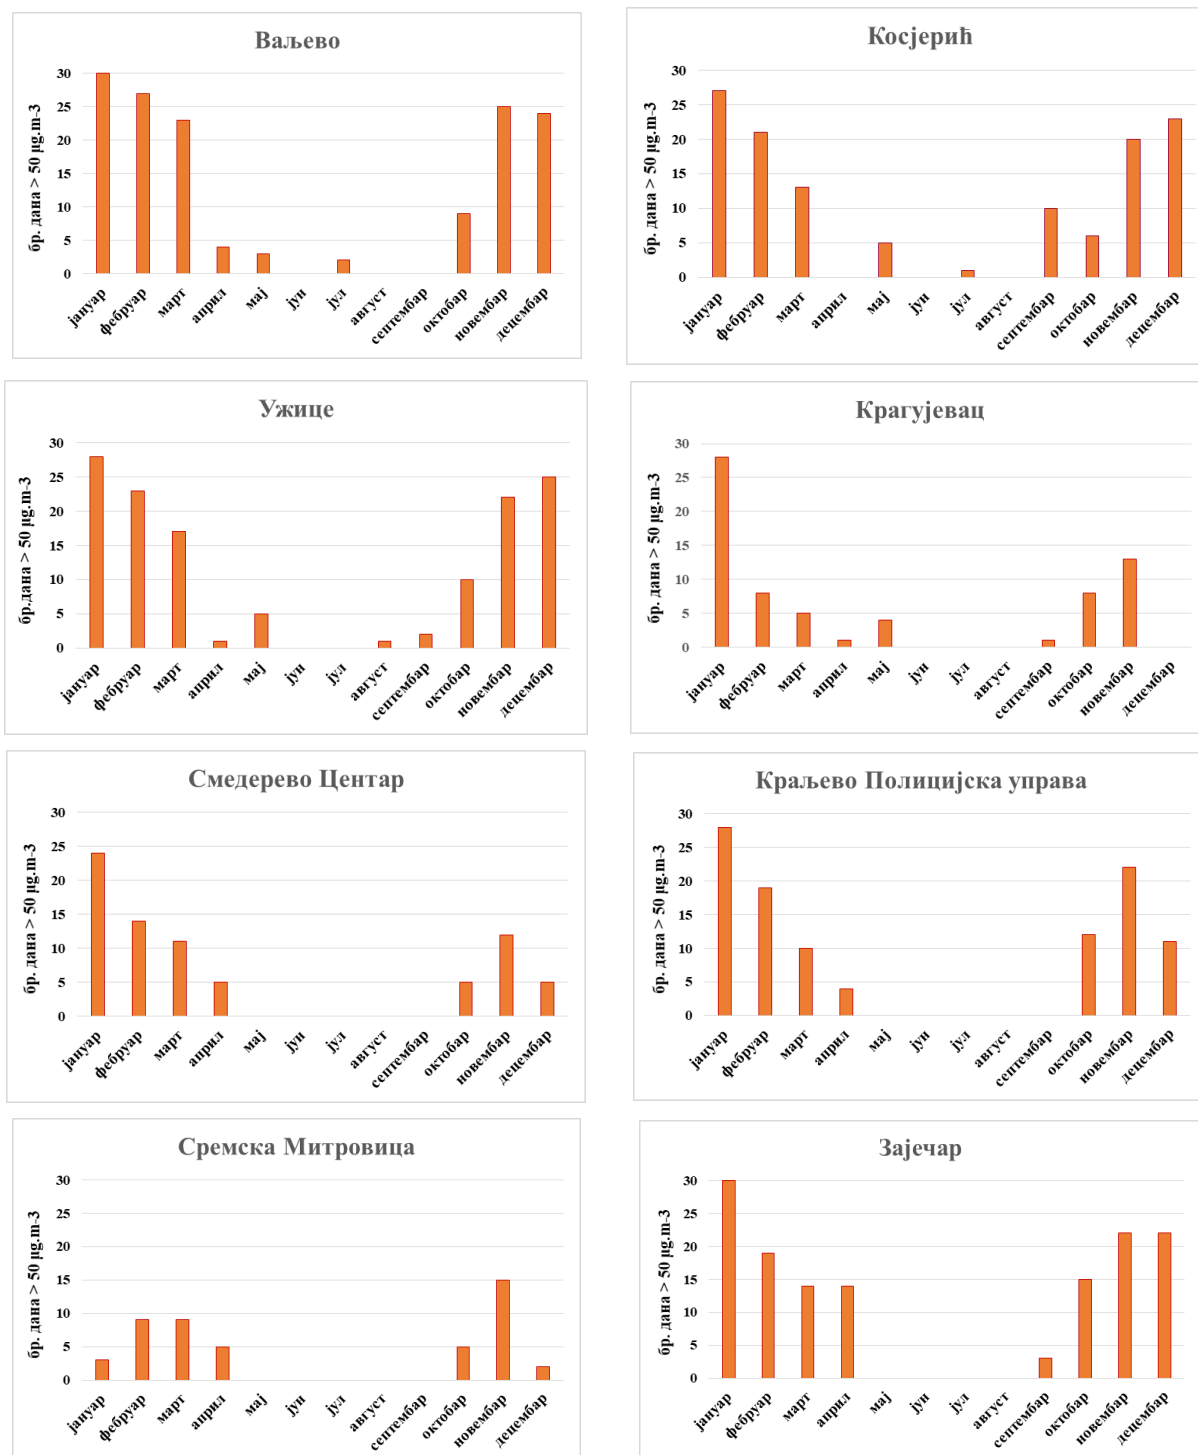 Ваљево
бр. дана > 50 μg.m-3
30
25
20
15
10
5
0
јануар
фебруар
март
април
мај
јун
јул
август
септембар
октобар
новембар
децембар
Косјерић
бр. дана > 50 μg.m-3
30
25
20
15
10
5
0
јануар
фебруар
март
април
мај
јун
јул
август
септембар
октобар
новембар
децембар
Ужице
бр.дана > 50 μg.m-3
30
25
20
15
10
5
0
јануар
фебруар
март
април
мај
јун
јул
август
септембар
октобар
новембар
децембар
Крагујевац
бр. дана > 50 μg.m-3
30
25
20
15
10
5
0
јануар
фебруар
март
април
мај
јун
јул
август
септембар
октобар
новембар
децембар
Смедерево Центар
бр. дана > 50 μg.m-3
30
25
20
15
10
5
0
јануар
фебруар
март
април
мај
јун
јул
август
септембар
октобар
новембар
децембар
Краљево Полицијска управа
бр. дана > 50 μg.m-3
30
25
20
15
10
5
0
јануар
фебруар
март
април
мај
јун
јул
август
септембар
октобар
новембар
децембар
Сремска Митровица
бр. дана > 50 μg.m-3
30
25
20
15
10
5
0
јануар
фебруар
март
април
мај
јун
јул
август
септембар
октобар
новембар
децембар
Зајечар
бр. дана > 50 μg.m-3
30
25
20
15
10
5
0
јануар
фебруар
март
април
мај
јун
јул
август
септембар
октобар
новембар
децембар